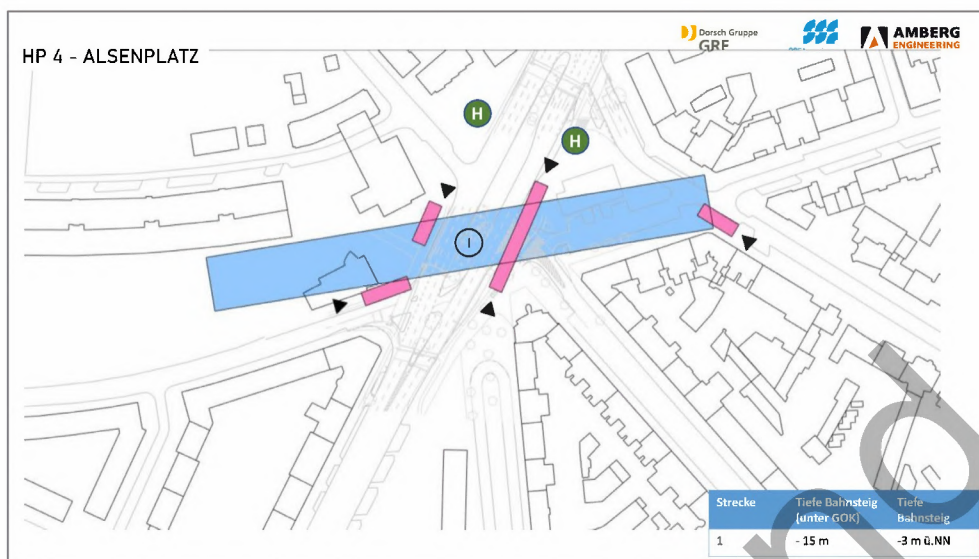 Dorsch Gruppe
GRE
AMBERG
ENGINEERING
HP 4 - ALSENPLATZ
H
H
I
Strecke Tiefe Bahnsteig (unter GOK) Tiefe Bahnsteig
1 - 15 m -3 m ü.NN